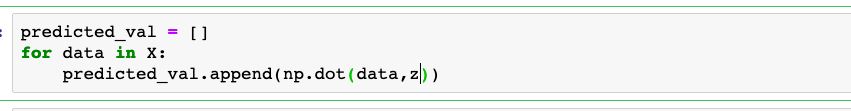 predicted_val = []
for data in X:
    predicted_val.append(np.dot(data,z))